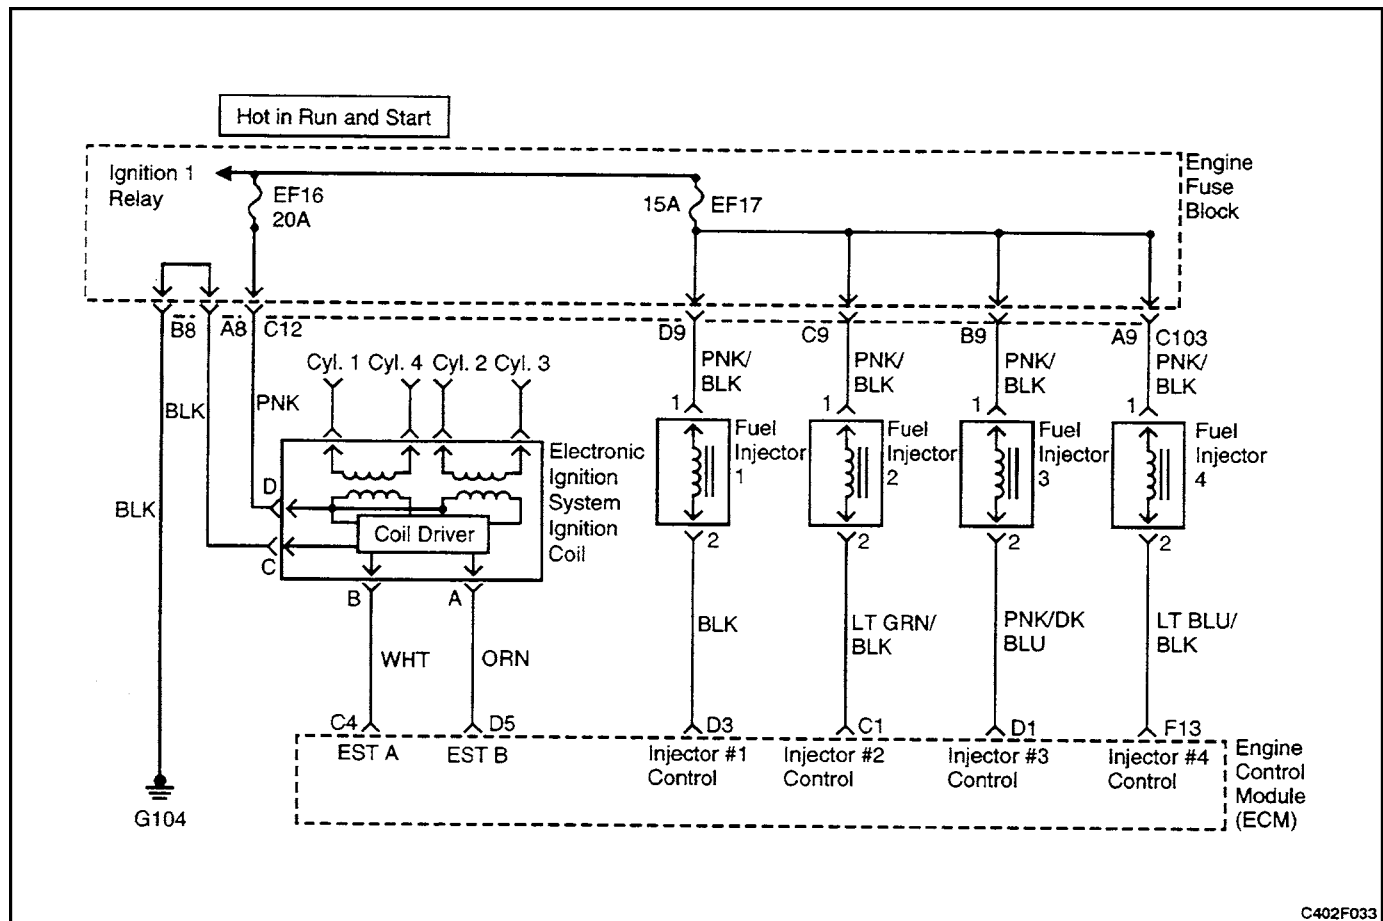 Hot in Run and Start
Ignition 1
Relay
EF16
20A
15A
EF17
Engine
Fuse
Block
B8
A8
C12
D9
C9
B9
A9
C103
Cyl. 1
Cyl. 4
Cyl. 2
Cyl. 3
BLK
PNK
BLK
PNK/
BLK
PNK/
BLK
PNK/
BLK
PNK/
BLK
1
1
1
1
Fuel
Injector
1
Fuel
Injector
2
Fuel
Injector
3
Fuel
Injector
4
2
2
2
2
D
C
Coil Driver
Electronic
Ignition
System
Ignition
Coil
B
A
WHT
ORN
BLK
LT GRN/
BLK
PNK/DK
BLU
LT BLU/
BLK
C4
D5
D3
C1
D1
F13
EST A
EST B
Injector #1
Control
Injector #2
Control
Injector #3
Control
Injector #4
Control
Engine
Control
Module
(ECM)
G104
C402F033